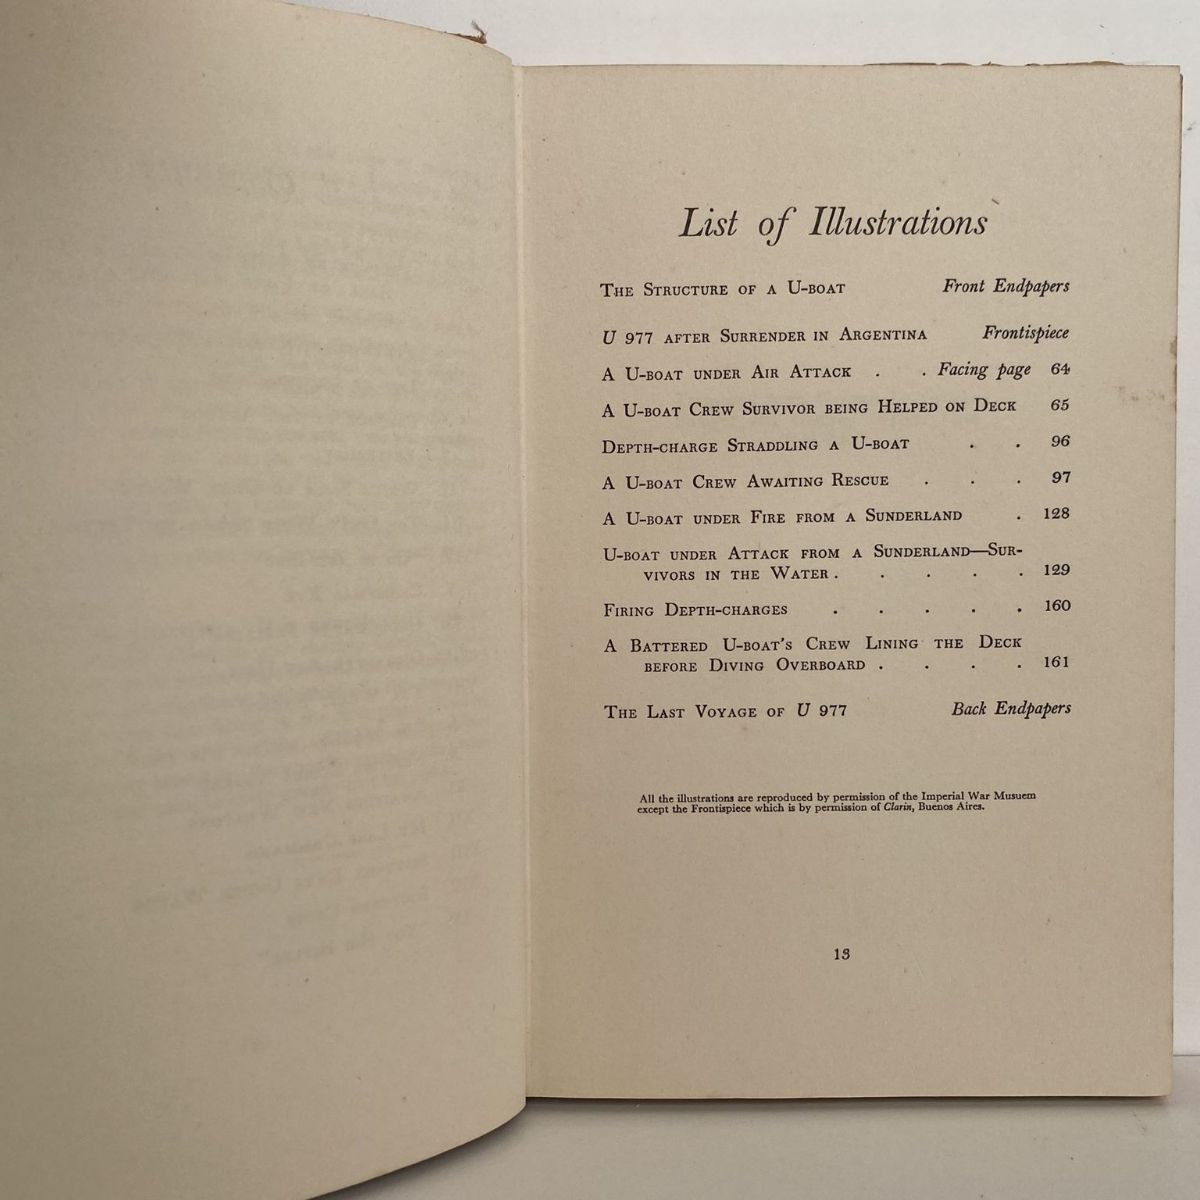 List of Illustrations
The Structure of a U-boat Front Endpapers
U 977 after Surrender in Argentina Frontispiece
A U-boat under Air Attack . . Facing page 64
A U-boat Crew Survivor being Helped on Deck 65
Depth-charge Straddling a U-boat . . 96
A U-boat Crew Awaiting Rescue . . . 97
A U-boat under Fire from a Sunderland . 128
U-boat under Attack from a Sunderland—Sur-
vivors in the Water . . . . . 129
Firing Depth-charges . . . . . 160
A Battered U-boat's Crew Lining the Deck
before Diving Overboard . . . . 161
The Last Voyage of U 977 Back Endpapers
All the illustrations are reproduced by permission of the Imperial War Musuem
except the Frontispiece which is by permission of Clarin, Buenos Aires.
13